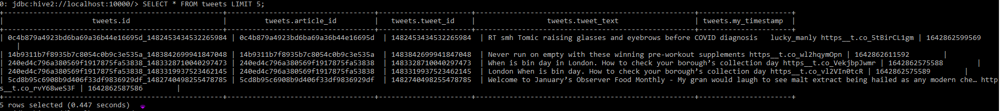 0: jdbc:hive2://localhost:10000/> SELECT * FROM tweets LIMIT 5;
+----------------------------------------------------+-----------------------------------+----------------------+----------------------------------------------------+----------------------+
|                     tweets.id                      |         tweets.article_id         |   tweets.tweet_id    |                 tweets.tweet_text                  | tweets.my_timestamp  |
+----------------------------------------------------+-----------------------------------+----------------------+----------------------------------------------------+----------------------+
| 0c4b879a4923bd6ba69a36b44e16695d_1482453434532265984 | 0c4b879a4923bd6ba69a36b44e16695d  | 1482453434532265984  | RT smh Tomic raising glasses and eyebrows before COVID diagnosis   lucky_manly https__t.co_5tBirCL1gm | 1642862599569
    |
| 14b9311b7f8935b7c8054c0b9c3e535a_1483842699941847048 | 14b9311b7f8935b7c8054c0b9c3e535a  | 1483842699941847048  | Never run on empty with these winning pre-workout supplements https__t.co_wl2hqymOpn | 1642862611592        |
| 240ed4c796a380569f1917875fa53838_1483328710040297473 | 240ed4c796a380569f1917875fa53838  | 1483328710040297473  | When is bin day in London. How to check your borough’s collection day https__t.co_VekjbpJwmr | 1642862575588        |
| 240ed4c796a380569f1917875fa53838_1483319937523462145 | 240ed4c796a380569f1917875fa53838  | 1483319937523462145  | London When is bin day. How to check your borough’s collection day https__t.co_vl2VIn0tcR | 1642862575589        |
| 5cd8b95c6908b9d406f33df9836929df_1482740498255478785 | 5cd8b95c6908b9d406f33df9836929df  | 1482740498255478785  | Welcome to January’s Observer Food Monthly - My gran would laugh to see malt extract being hailed as any modern che… http
s__t.co_rvY68weS3F | 1642862587586        |
+----------------------------------------------------+-----------------------------------+----------------------+----------------------------------------------------+----------------------+
5 rows selected (0.447 seconds)